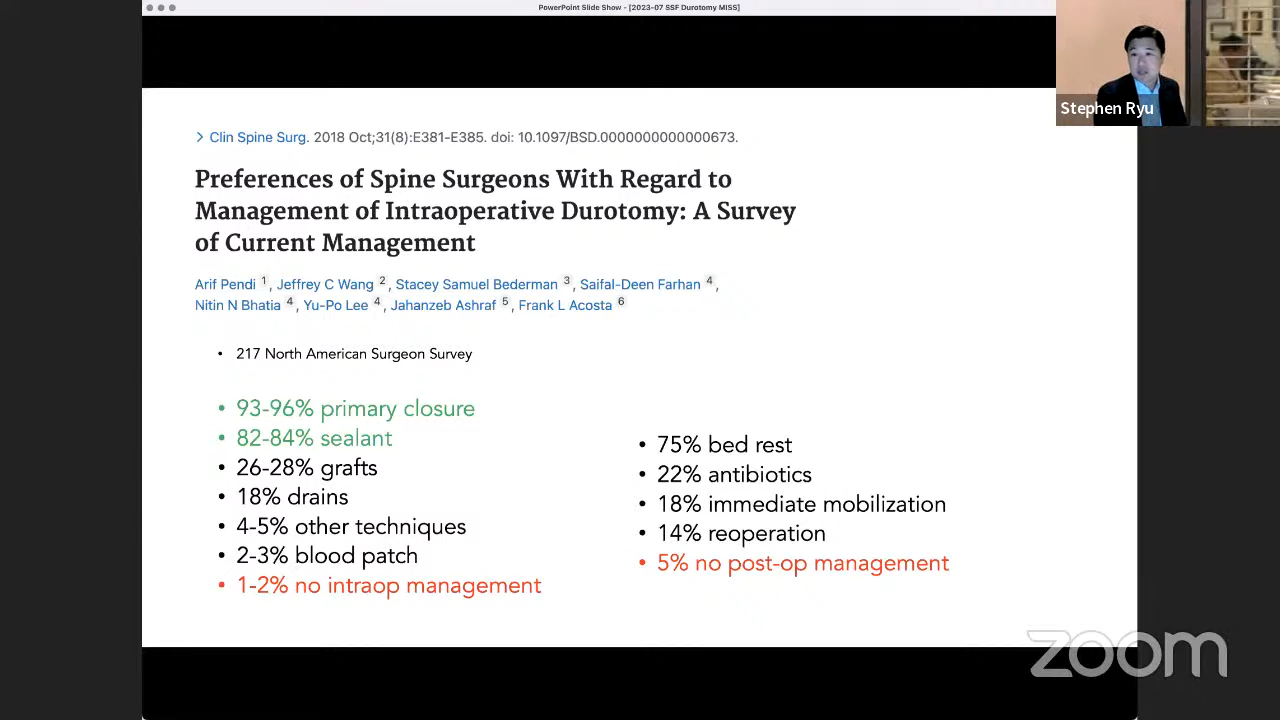 PowerPoint Slide Show - [2023-07 SSF Durotomy MISS]
Stephen Ryu
> Clin Spine Surg. 2018 Oct;31(8):E381-E385. doi: 10.1097/BSD.0000000000000673.
Preferences of Spine Surgeons With Regard to
Management of Intraoperative Durotomy: A Survey
of Current Management
Arif Pendi 1, Jeffrey C Wang 2, Stacey Samuel Bederman 3, Saifal-Deen Farhan 4,
Nitin N Bhatia 4, Yu-Po Lee 4, Jahanzeb Ashraf 5, Frank L Acosta 6
• 217 North American Surgeon Survey
• 93-96% primary closure
• 82-84% sealant
• 26-28% grafts
• 18% drains
• 4-5% other techniques
• 2-3% blood patch
• 1-2% no intraop management
• 75% bed rest
• 22% antibiotics
• 18% immediate mobilization
• 14% reoperation
• 5% no post-op management
zoom